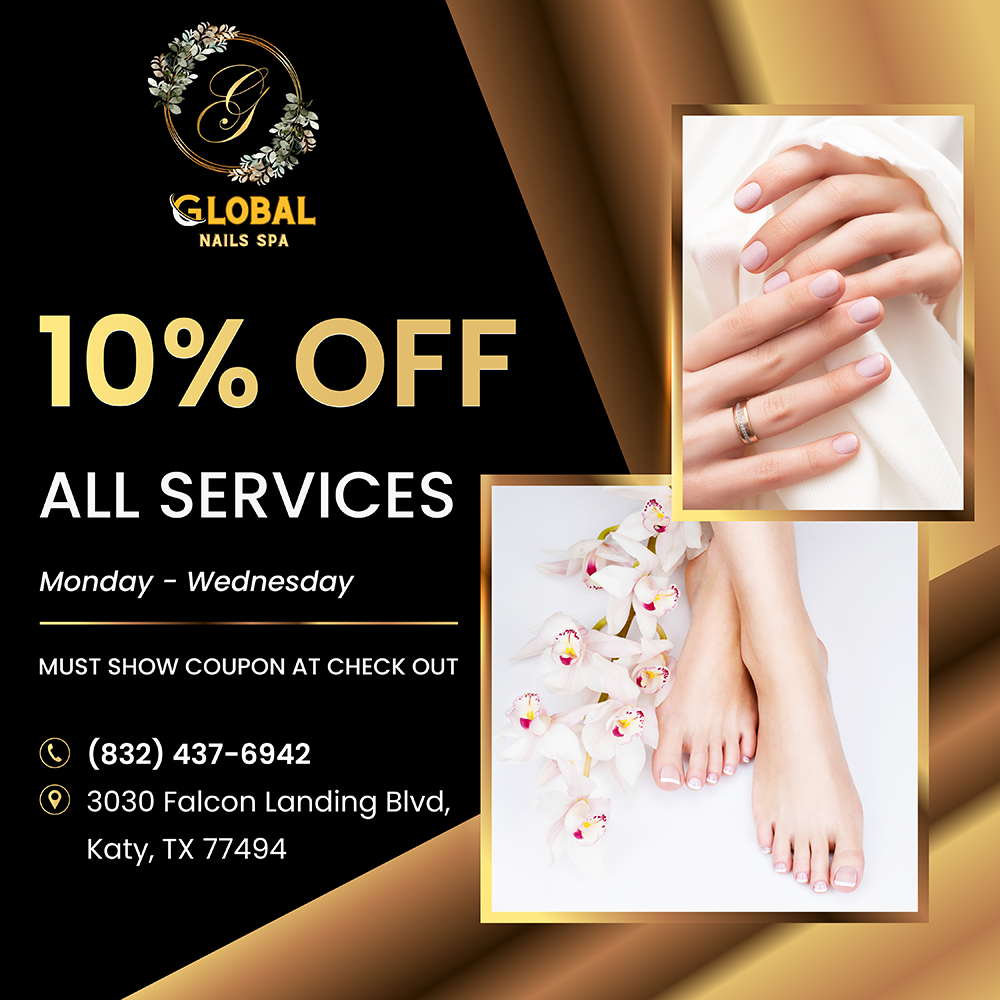 G
GLOBAL
NAILS SPA
10% OFF
ALL SERVICES
Monday - Wednesday
MUST SHOW COUPON AT CHECK OUT
(832) 437-6942
3030 Falcon Landing Blvd,
Katy, TX 77494